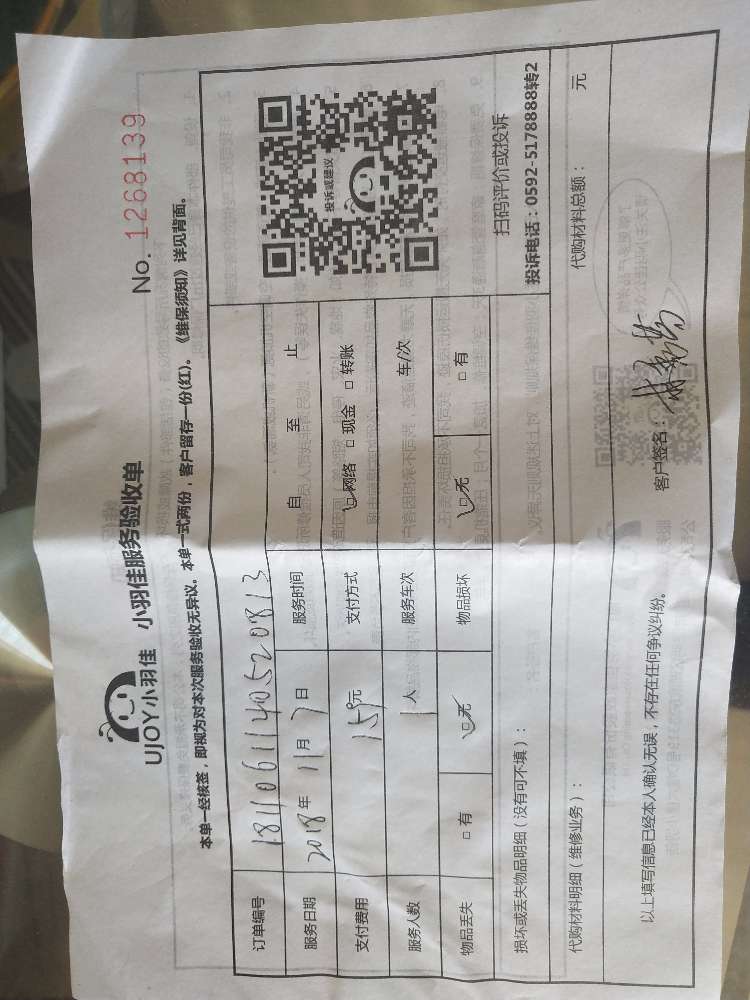 UJOY小羽佳 小羽佳服务验收单 No. 1268139
本单一经核签，即视为对本次服务验收无异议。本单一式两份，客户留存一份(红)。《维保须知》详见背面。
订单编号 181106114052081 3
服务日期 2018年11月7日 服务时间 自 至 止
支付费用 159元 支付方式 □网络 □现金 □转账
服务人数 1人 服务车次 车/次
物品丢失 □有 □无 物品损坏 □无 □有
投诉或建议
扫码评价或投诉
投诉电话：0592-5178888转2
损坏或丢失物品明细（没有可不填）：
代购材料明细（维修业务）： 代购材料总额： 元
以上填写信息已经本人确认无误，不存在任何争议纠纷。 客户签名：